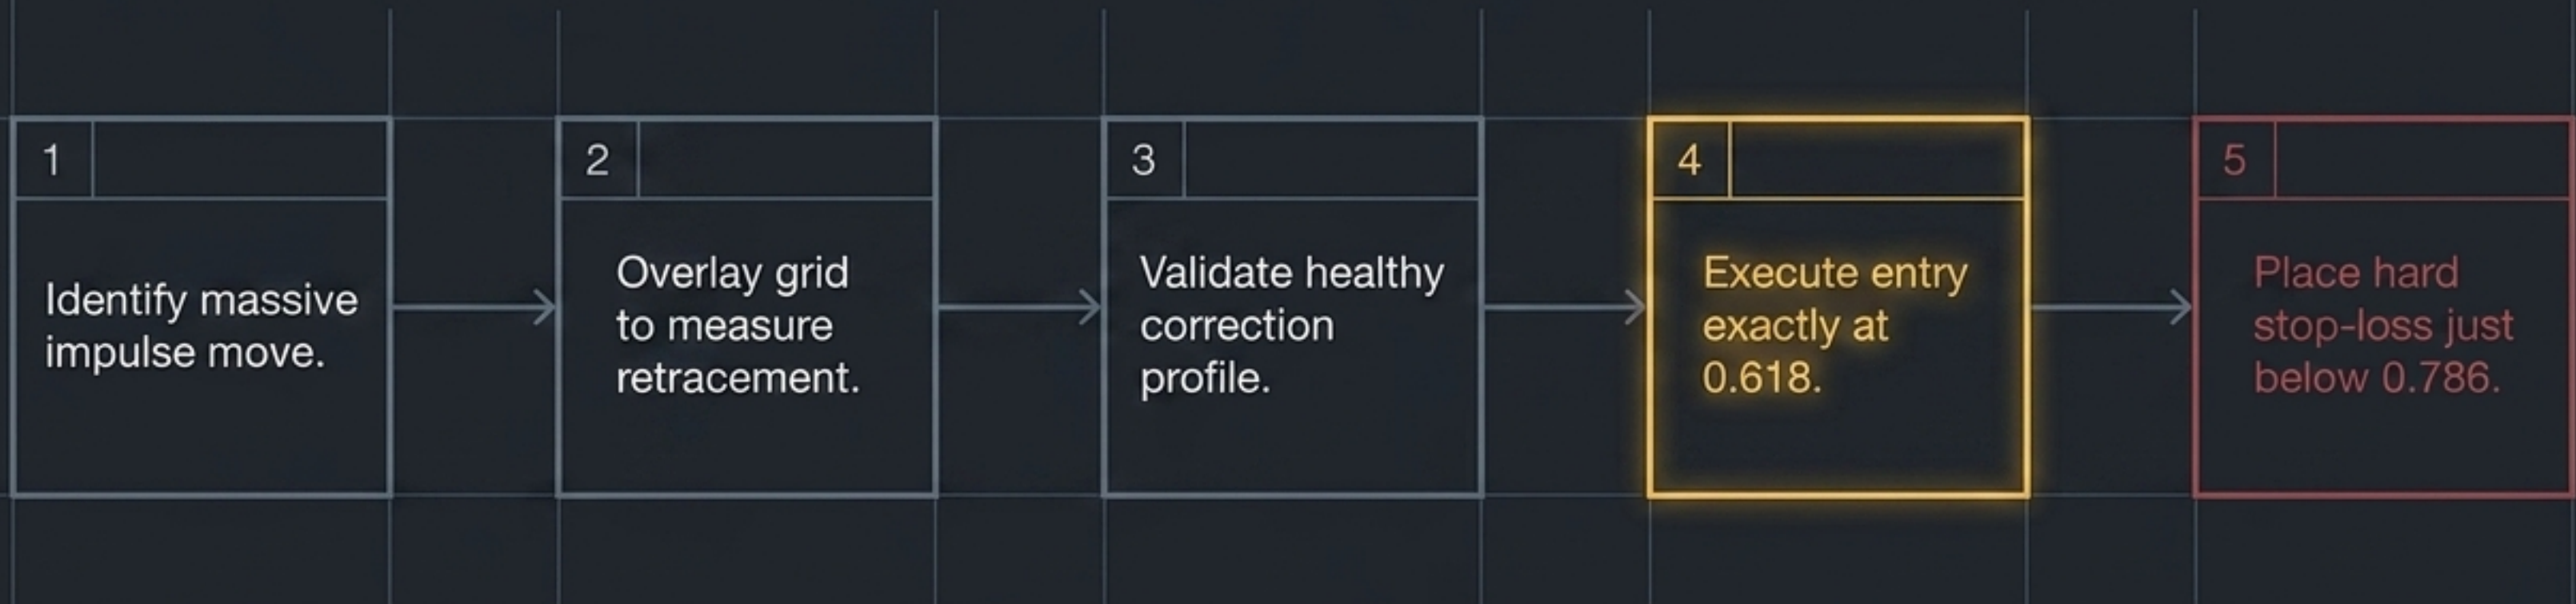 1
Identify massive
impulse move.
2
Overlay grid
to measure
retracement.
3
Validate healthy
correction
profile.
4
Execute entry
exactly at
0.618.
5
Place hard
stop-loss just
below 0.786.